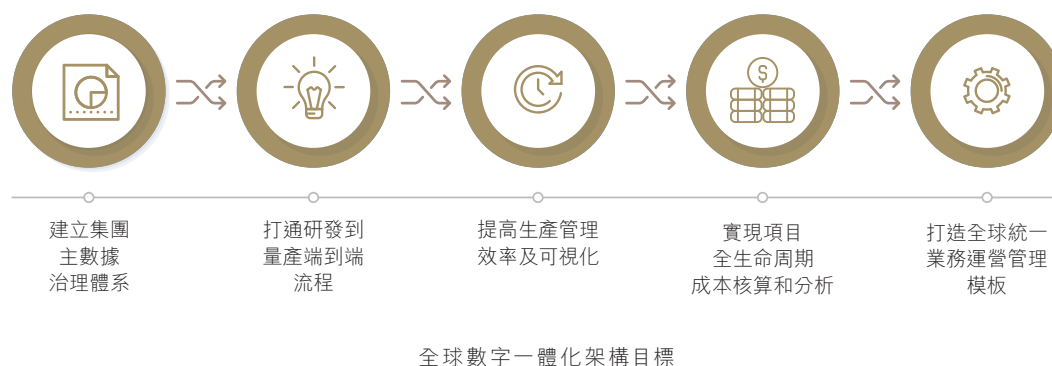 建立集團
主數據
治理體系
打通研發到
量產端到端
流程
提高生產管理
效率及可視化
實現項目
全生命周期
成本核算和分析
打造全球統一
業務運營管理
模板
全球數字一體化架構目標